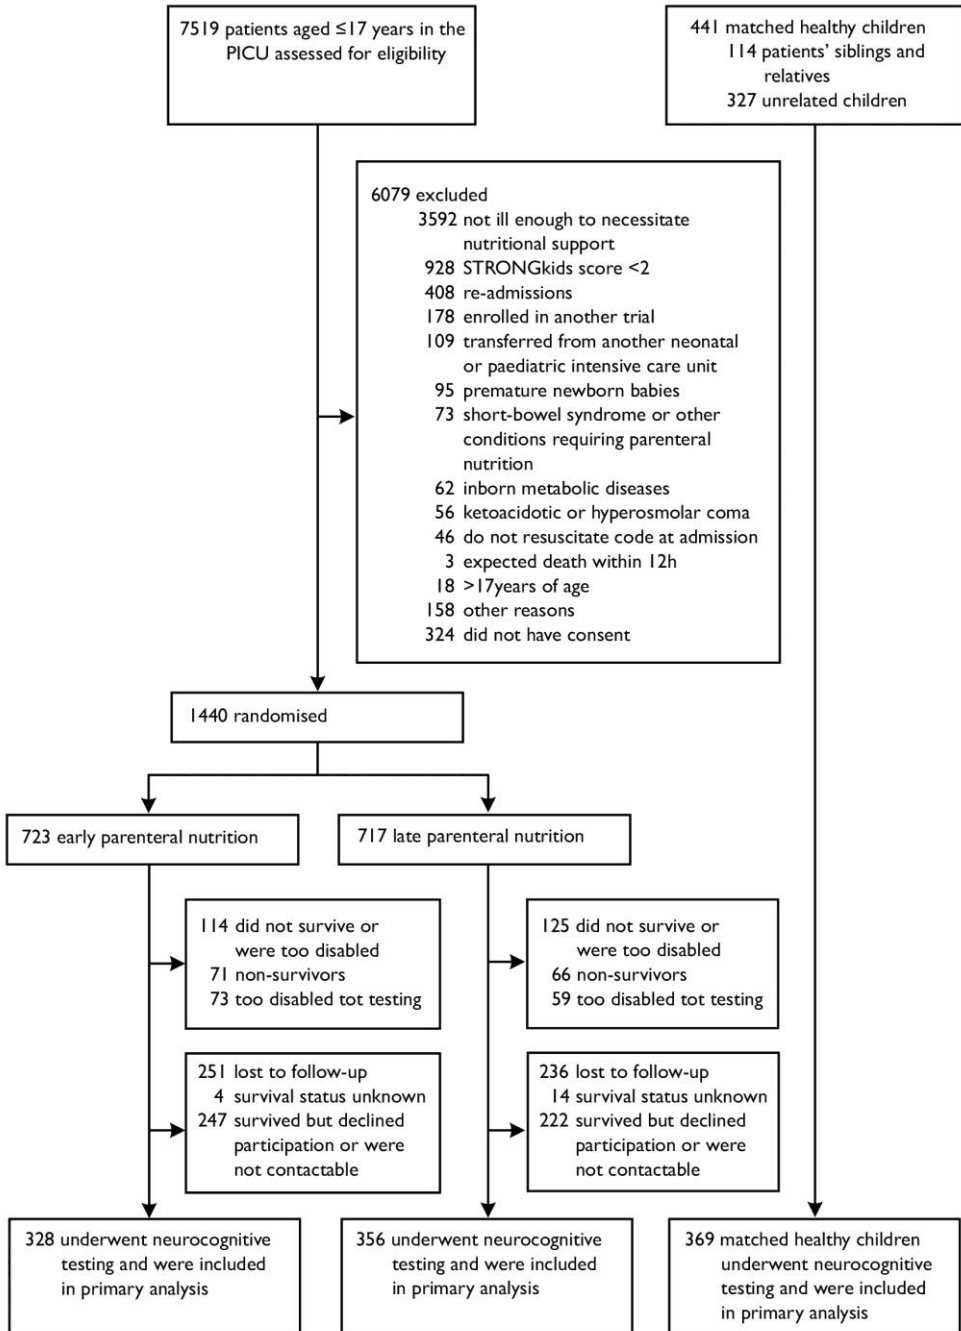 7519 patients aged ≤17 years in the
PICU assessed for eligibility
441 matched healthy children
114 patients' siblings and
relatives
327 unrelated children
6079 excluded
3592 not ill enough to necessitate
nutritional support
928 STRONGkids score <2
408 re-admissions
178 enrolled in another trial
109 transferred from another neonatal
or paediatric intensive care unit
95 premature newborn babies
73 short-bowel syndrome or other
conditions requiring parenteral
nutrition
62 inborn metabolic diseases
56 ketoacidotic or hyperosmolar coma
46 do not resuscitate code at admission
3 expected death within 12h
18 >17years of age
158 other reasons
324 did not have consent
1440 randomised
723 early parenteral nutrition
717 late parenteral nutrition
114 did not survive or
were too disabled
71 non-survivors
73 too disabled tot testing
125 did not survive or
were too disabled
66 non-survivors
59 too disabled tot testing
251 lost to follow-up
4 survival status unknown
247 survived but declined
participation or were
not contactable
236 lost to follow-up
14 survival status unknown
222 survived but declined
participation or were
not contactable
328 underwent neurocognitive
testing and were included
in primary analysis
356 underwent neurocognitive
testing and were included
in primary analysis
369 matched healthy children
underwent neurocognitive
testing and were included
in primary analysis